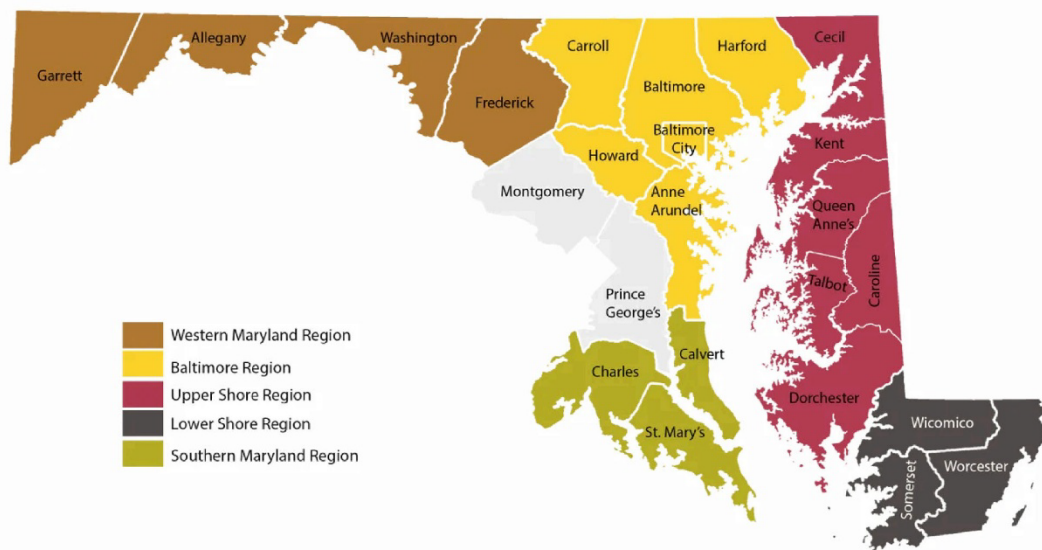 Garrett
Allegany
Washington
Frederick
Carroll
Baltimore
Harford
Cecil
Baltimore
City
Howard
Kent
Montgomery
Anne
Arundel
Queen
Anne's
Caroline
Talbot
Prince
George's
Calvert
Charles
St. Mary's
Dorchester
Wicomico
Worcester
Somerset
Western Maryland Region
Baltimore Region
Upper Shore Region
Lower Shore Region
Southern Maryland Region